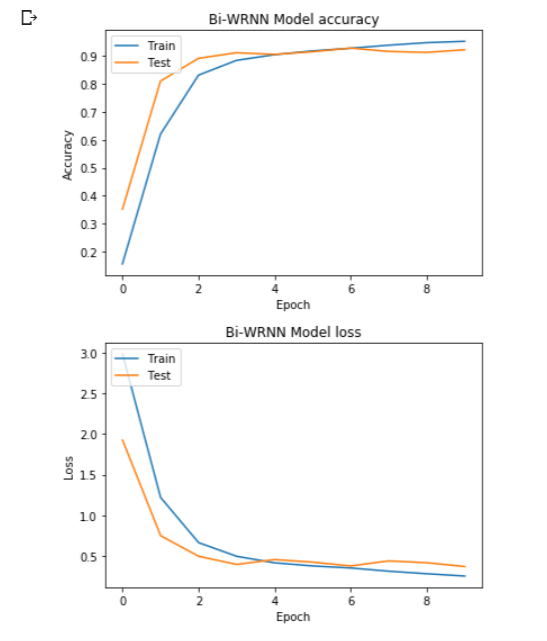 Bi-WRNN Model accuracy
Train
Test
0.9
0.8
0.7
0.6
0.5
0.4
0.3
0.2
Accuracy
0 2 4 6 8
Epoch
Bi-WRNN Model loss
Train
Test
3.0
2.5
2.0
1.5
1.0
0.5
Loss
0 2 4 6 8
Epoch